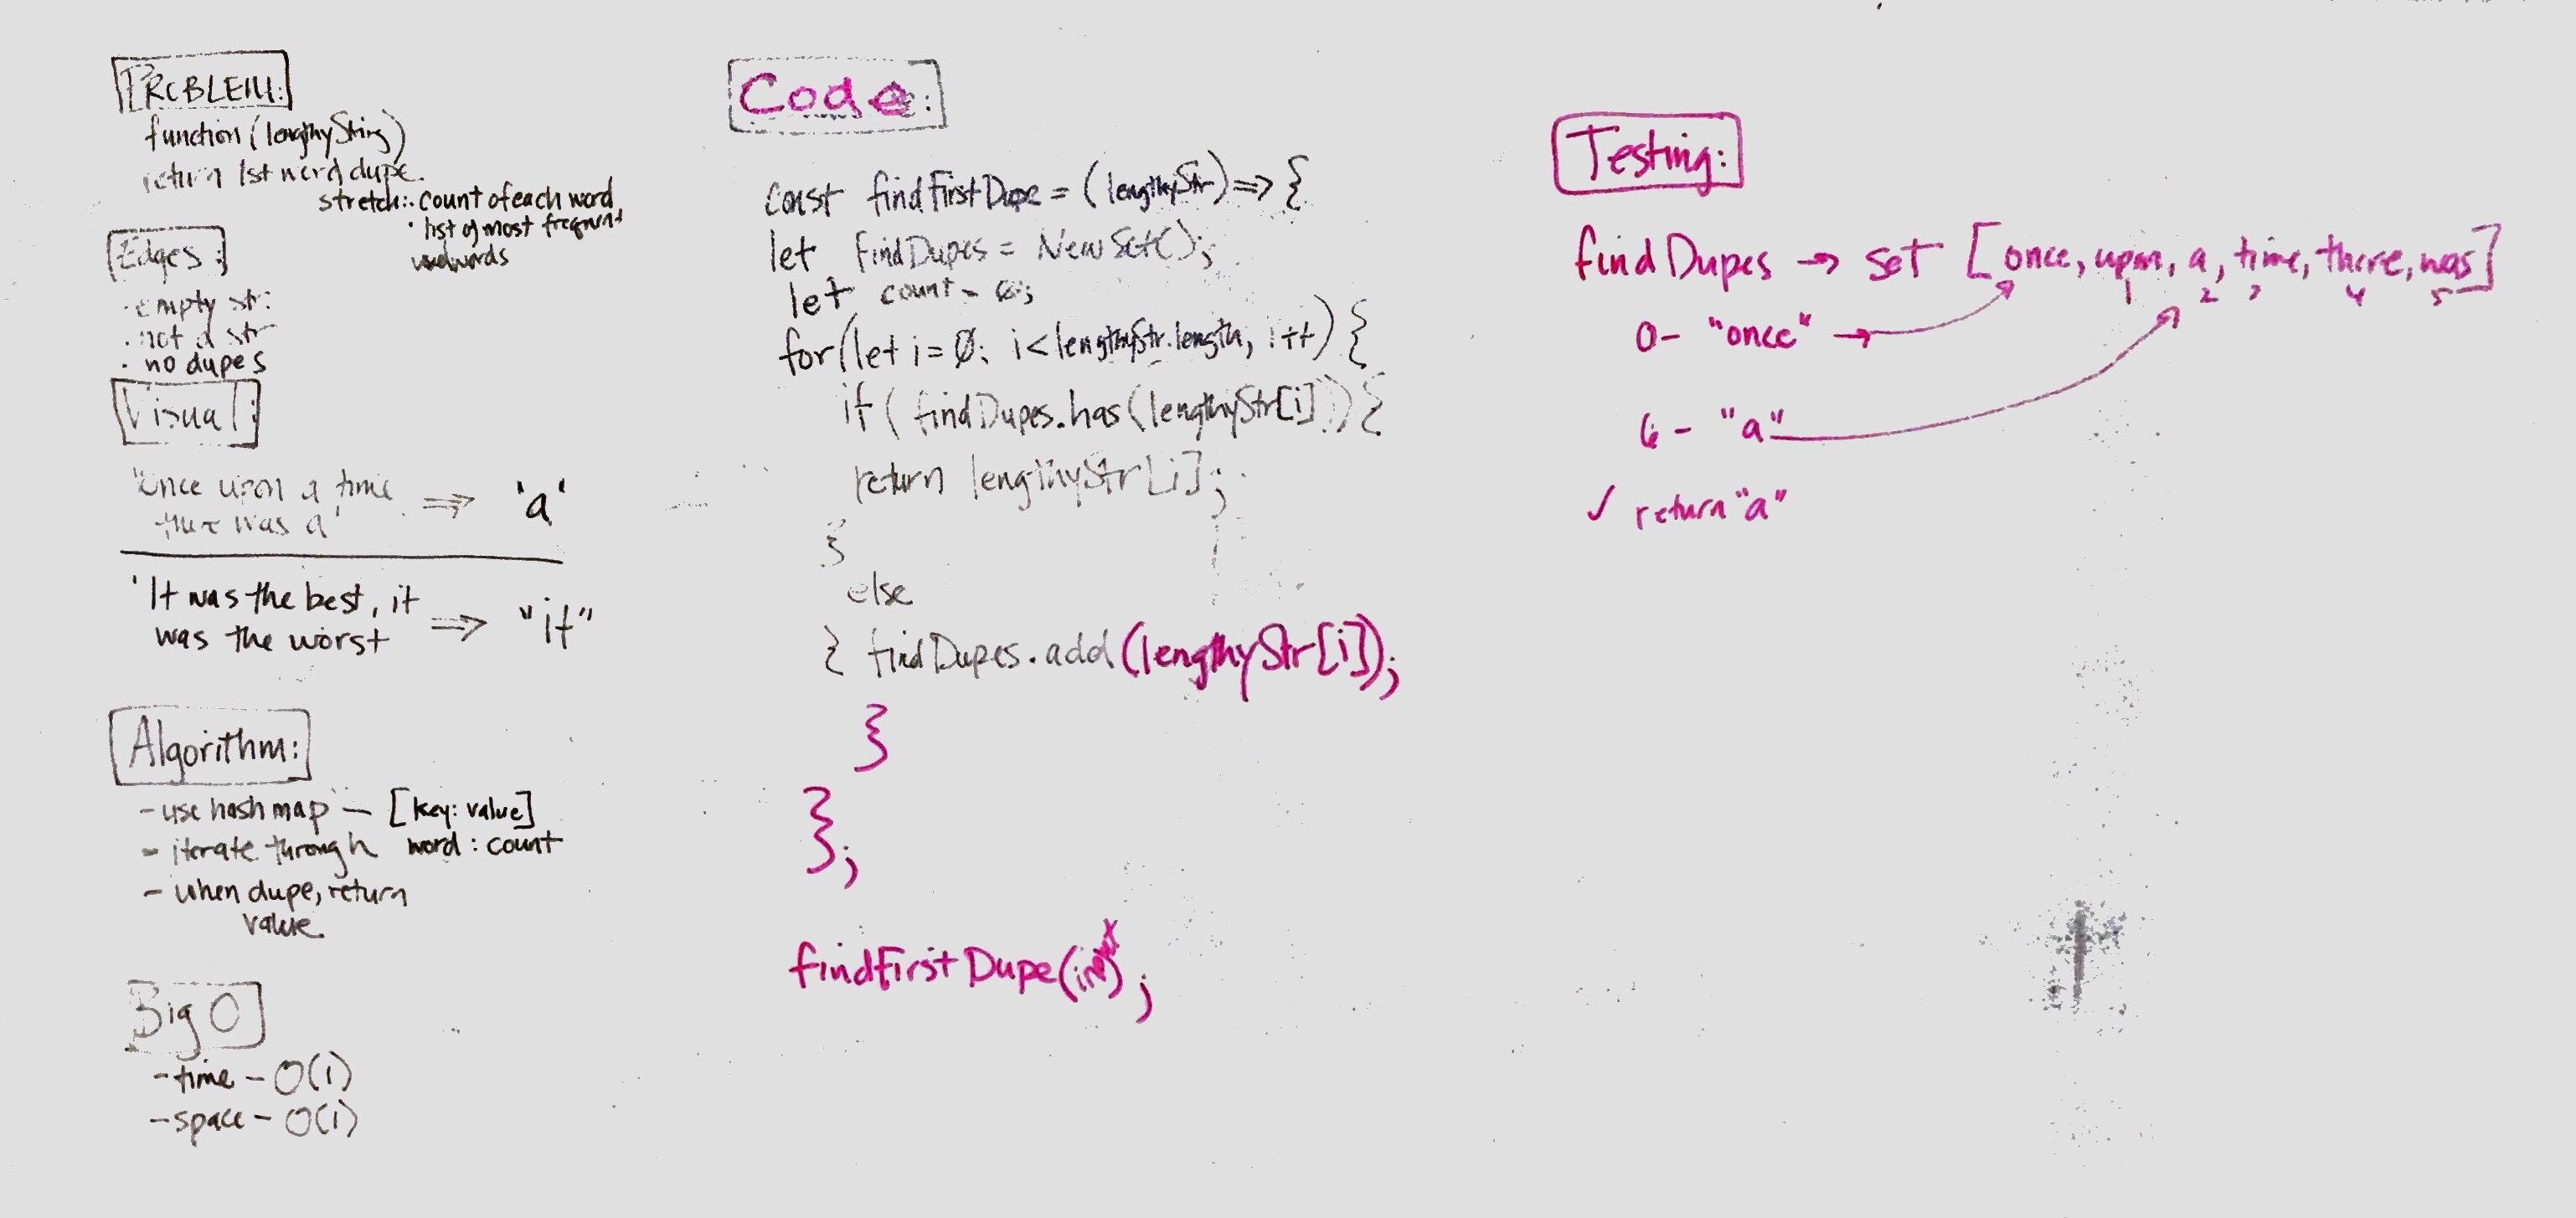 PROBLEM:
function (lengthyString)
return 1st word dupe.
stretch: · count of each word
· list of most frequent
used words
Edges:
· empty str.
· not a str
· no dupes
Visual:
"Once upon a time
there was a" ⇒ 'a'
'It was the best, it
was the worst ⇒ "it"
Algorithm:
- use hash map - [key: value]
- iterate through word : count
- when dupe, return
value.
Big O
- time - O(1)
- space - O(1)
Code:
const findFirstDupe = (lengthyStr) => {
let findDupes = New Set();
let count = 0;
for(let i = 0; i < lengthyStr.length, i++) {
if ( findDupes.has(lengthyStr[i])) {
return lengthyStr[i];
}
else
{ findDupes.add(lengthyStr[i]);
}
};
findFirstDupe( );
Testing:
findDupes → set [once, upon, a, time, there, was]
1 2 3 4 5
0 - "once" →
6 - "a"
✓ return "a"